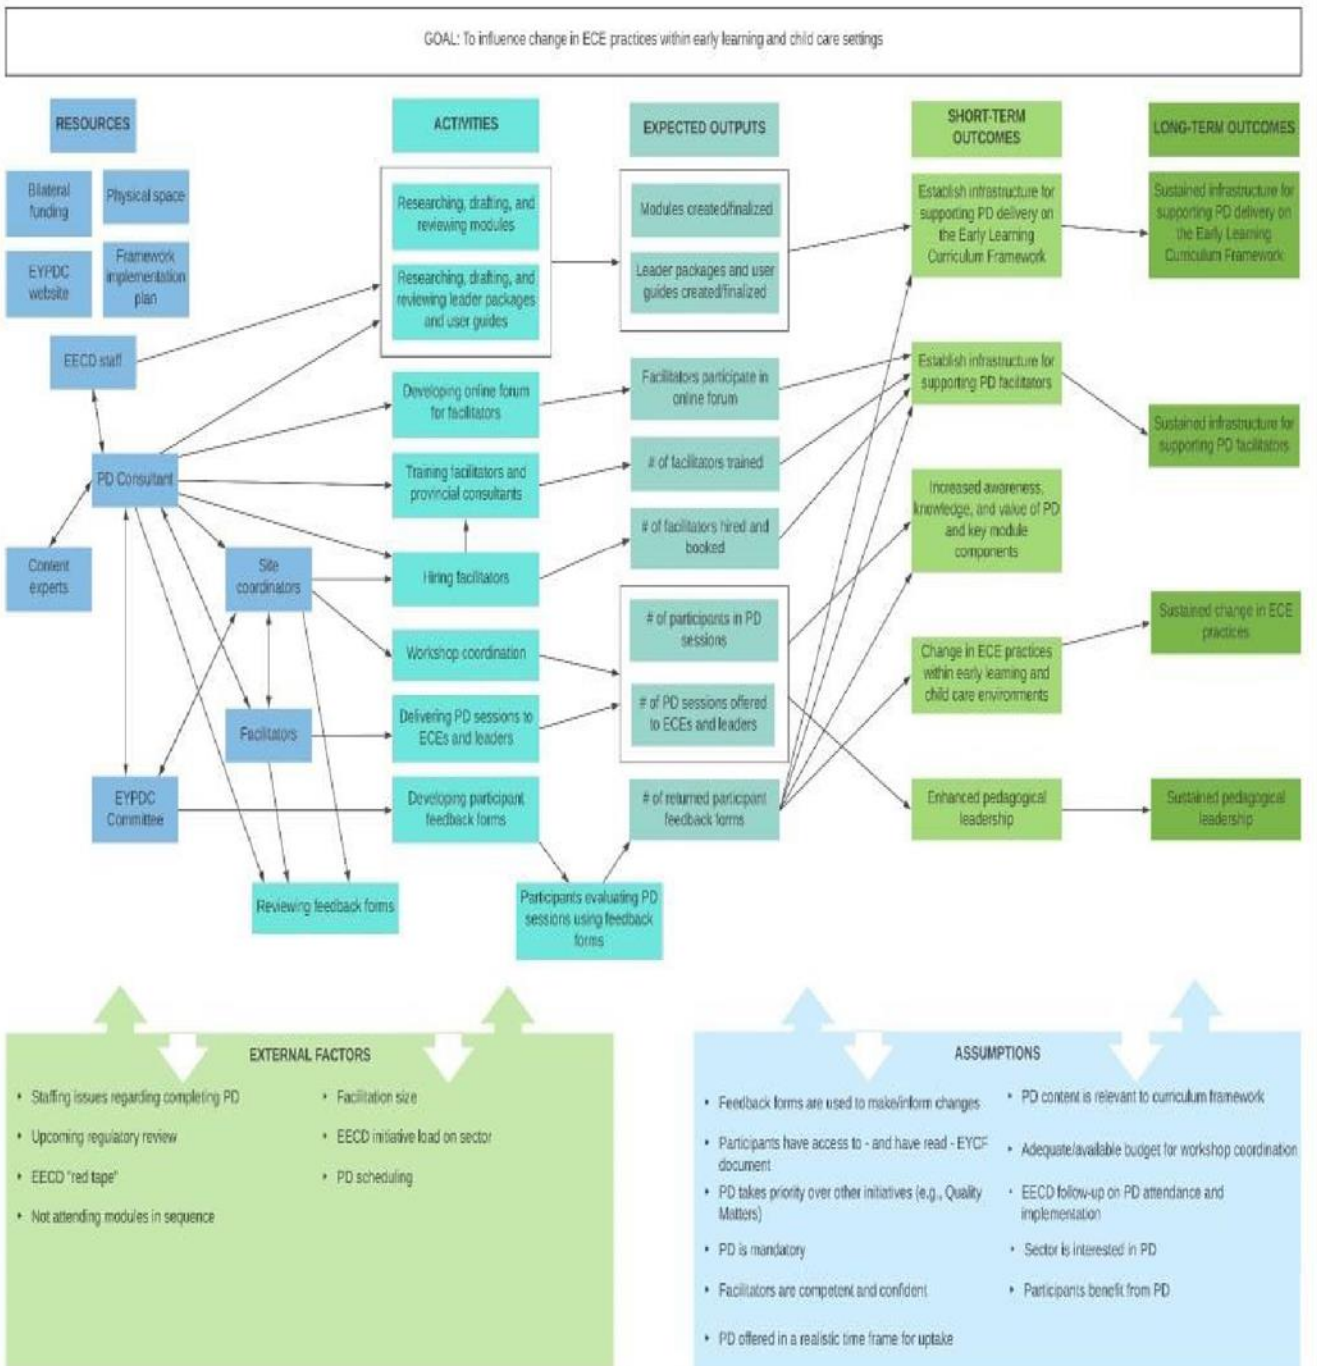 GOAL: To influence change in ECE practices within early learning and child care settings
RESOURCES
Bilateral
funding
Physical space
EYPDC
website
Framework
implementation
plan
EECD staff
PD Consultant
Content
experts
Site
coordinators
Facilitators
EYPDC
Committee
ACTIVITIES
Researching, drafting, and
reviewing modules
Researching, drafting, and
reviewing leader packages
and user guides
Developing online forum
for facilitators
Training facilitators and
provincial consultants
Hiring facilitators
Workshop coordination
Delivering PD sessions to
ECEs and leaders
Developing participant
feedback forms
Reviewing feedback forms
Participants evaluating PD
sessions using feedback
forms
EXPECTED OUTPUTS
Modules created/finalized
Leader packages and user
guides created/finalized
Facilitators participate in
online forum
# of facilitators trained
# of facilitators hired and
booked
# of participants in PD
sessions
# of PD sessions offered
to ECEs and leaders
# of returned participant
feedback forms
SHORT-TERM
OUTCOMES
Establish infrastructure for
supporting PD delivery on
the Early Learning
Curriculum Framework
Establish infrastructure for
supporting PD facilitators
Increased awareness,
knowledge, and value of PD
and key module
components
Change in ECE practices
within early learning and
child care environments
Enhanced pedagogical
leadership
LONG-TERM OUTCOMES
Sustained infrastructure for
supporting PD delivery on
the Early Learning
Curriculum Framework
Sustained infrastructure for
supporting PD facilitators
Sustained change in ECE
practices
Sustained pedagogical
leadership
EXTERNAL FACTORS
• Staffing issues regarding completing PD
• Upcoming regulatory review
• EECD "red tape"
• Not attending modules in sequence
• Facilitation size
• EECD initiative load on sector
• PD scheduling
ASSUMPTIONS
• Feedback forms are used to make/inform changes
• Participants have access to - and have read - EYCF
document
• PD takes priority over other initiatives (e.g., Quality
Matters)
• PD is mandatory
• Facilitators are competent and confident
• PD offered in a realistic time frame for uptake
• PD content is relevant to curriculum framework
• Adequate/available budget for workshop coordination
• EECD follow-up on PD attendance and
implementation
• Sector is interested in PD
• Participants benefit from PD